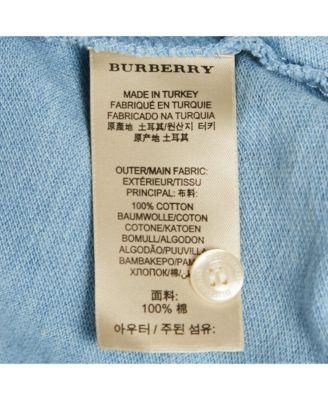 BURBERRY
MADE IN TURKEY
FABRIQUÉ EN TURQUIE
FABRICADO NA TURQUIA
原產地 土耳其/원산지 터키
原产地 土耳其
OUTER/MAIN FABRIC:
EXTÉRIEUR/TISSU
PRINCIPAL: 布料:
100% COTTON
BAUMWOLLE/COTON
COTONE/KATOEN
BOMULL/ALGODON
ALGODÃO/PUUVILLA
BAMBAKEPO/PAM
ХЛОПОК/棉/
面料:
100% 棉
아우터 / 주된 섬유: